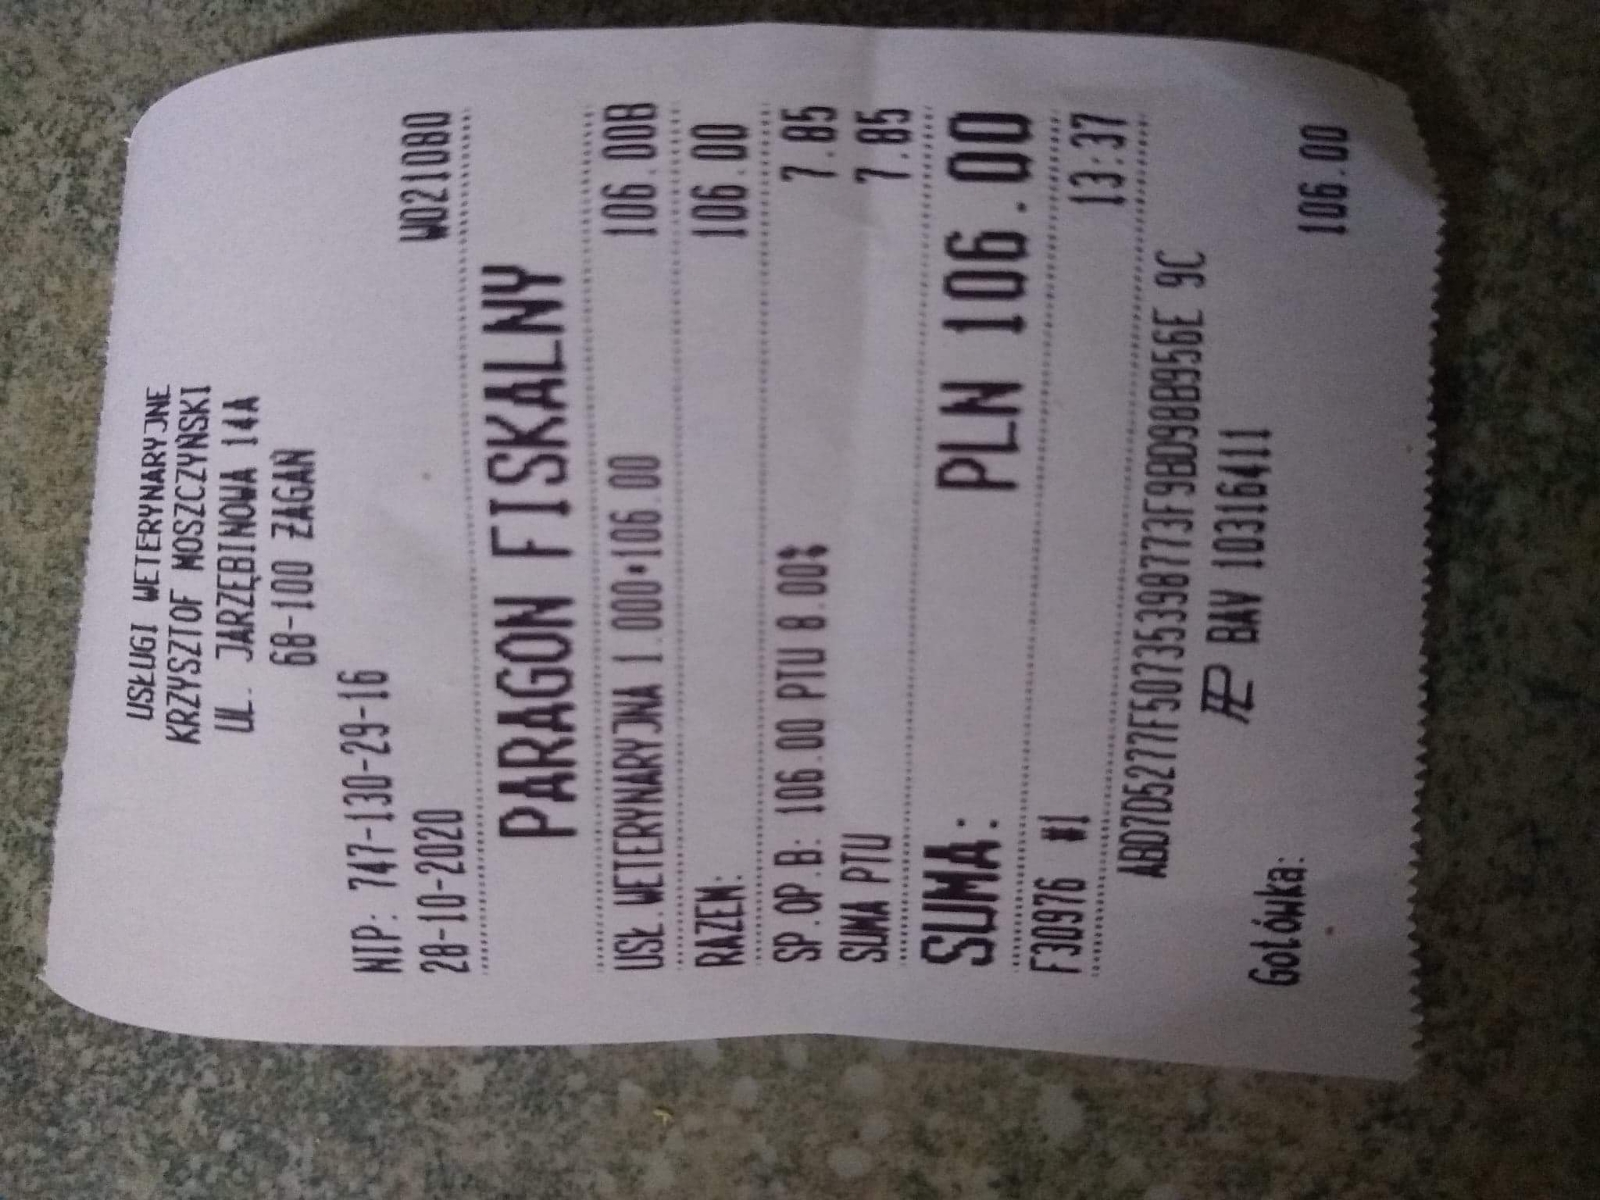 USŁUGI WETERYNARYJNE
KRZYSZTOF MOSZCZYŃSKI
UL. JARZĘBINOWA 14A
68-100 ŻAGAŃ
NIP: 747-130-29-16
28-10-2020 W021080
PARAGON FISKALNY
USŁ.WETERYNARYJNA 1.000*106.00 106.00B
RAZEM: 106.00
SP.OP.B: 106.00 PTU 8.00% 7.85
SUMA PTU 7.85
SUMA: PLN 106.00
F30976 #1 13:37
ABD7D5277F5073539B773F9BD98B956E 9C
BAV 10316411
Gotówka: 106.00